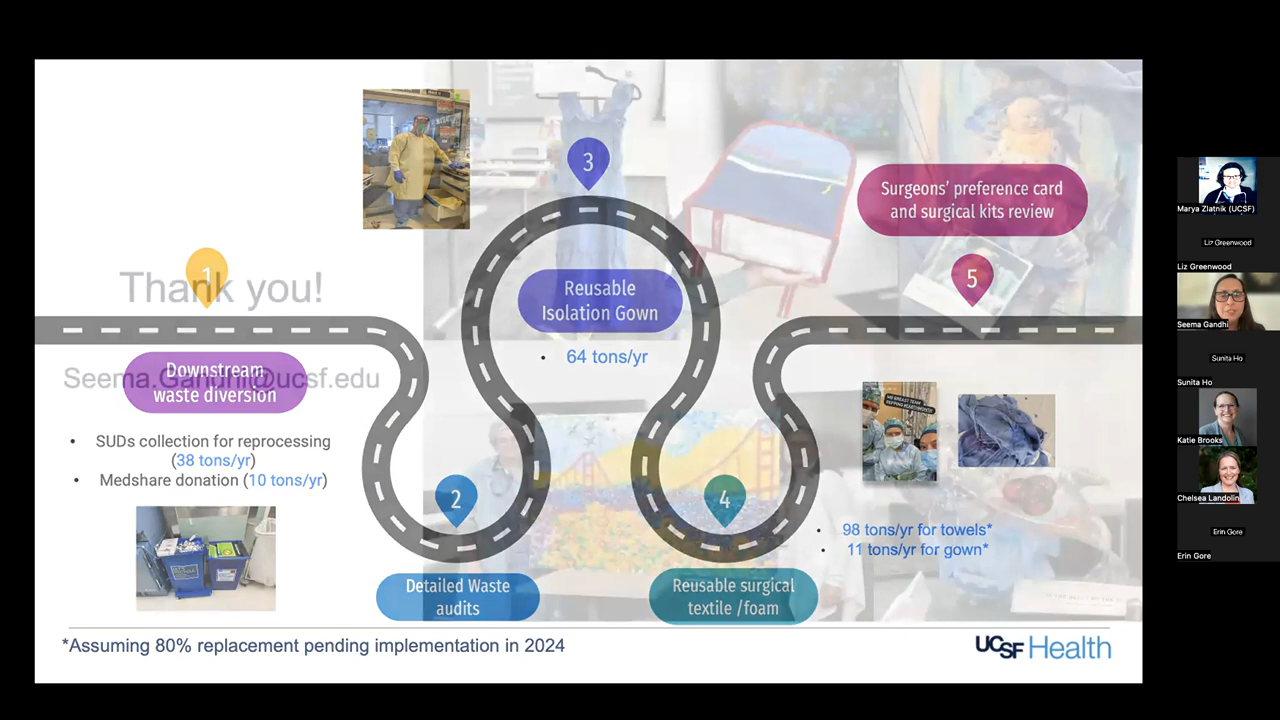 1
Thank you!
Downstream
waste diversion
Seema.Gandhi@ucsf.edu
• SUDs collection for reprocessing
(38 tons/yr)
• Medshare donation (10 tons/yr)
2
Detailed Waste
audits
3
Reusable
Isolation Gown
• 64 tons/yr
4
Reusable surgical
textile /foam
• 98 tons/yr for towels*
• 11 tons/yr for gown*
Surgeons' preference card
and surgical kits review
5
*Assuming 80% replacement pending implementation in 2024
UCSF Health
Marya Zlatnik (UCSF)
Liz Greenwood
Liz Greenwood
Seema Gandhi
Sunita Ho
Sunita Ho
Katie Brooks
Chelsea Landolin
Erin Gore
Erin Gore